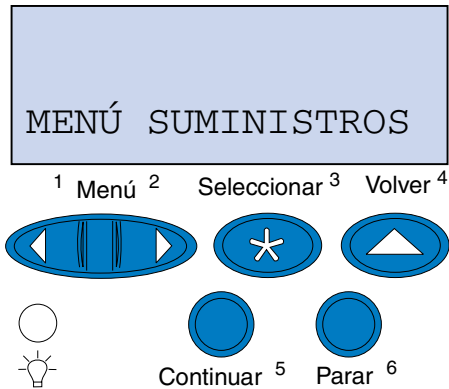 MENÚ SUMINISTROS
1 Menú 2 Seleccionar 3 Volver 4
Continuar 5 Parar 6